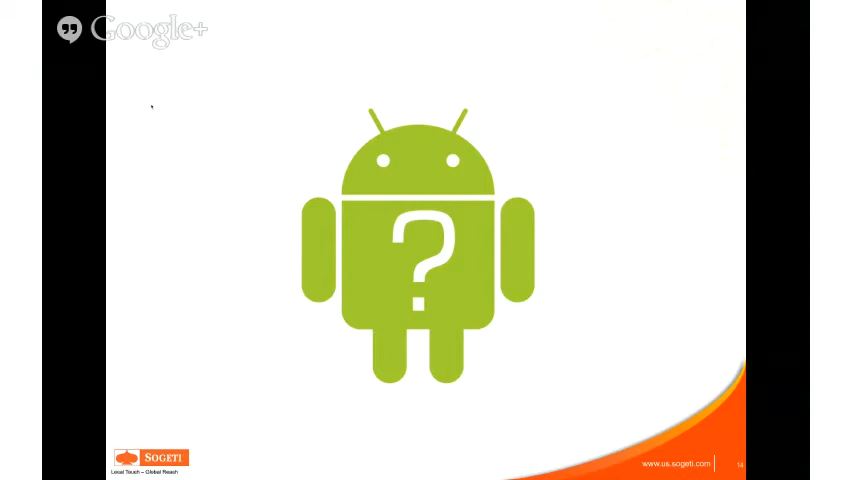 Google+
?
SOGETI
Local Touch – Global Reach
www.us.sogeti.com
14